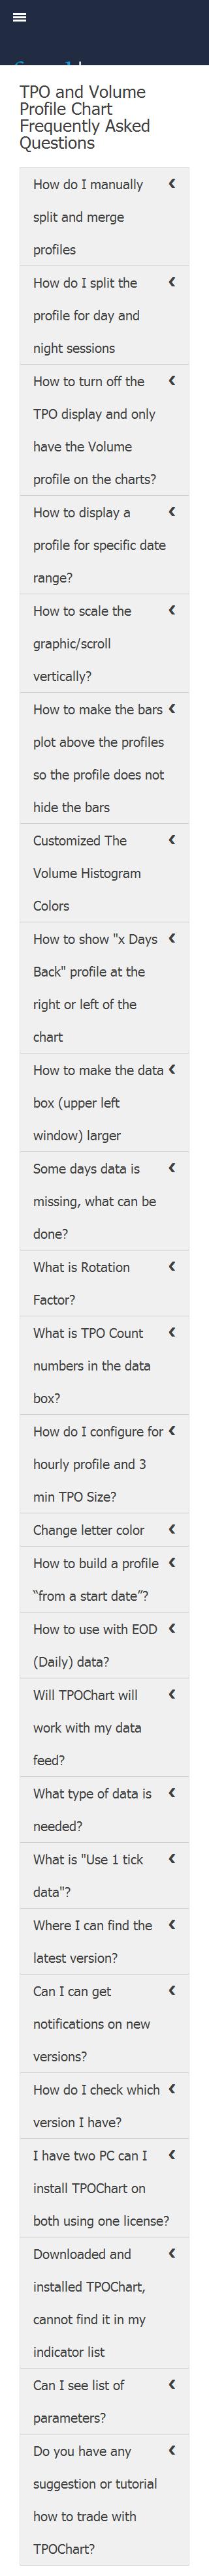 TPO and Volume
Profile Chart
Frequently Asked
Questions
How do I manually
split and merge
profiles
How do I split the
profile for day and
night sessions
How to turn off the
TPO display and only
have the Volume
profile on the charts?
How to display a
profile for specific date
range?
How to scale the
graphic/scroll
vertically?
How to make the bars
plot above the profiles
so the profile does not
hide the bars
Customized The
Volume Histogram
Colors
How to show "x Days
Back" profile at the
right or left of the
chart
How to make the data
box (upper left
window) larger
Some days data is
missing, what can be
done?
What is Rotation
Factor?
What is TPO Count
numbers in the data
box?
How do I configure for
hourly profile and 3
min TPO Size?
Change letter color
How to build a profile
“from a start date”?
How to use with EOD
(Daily) data?
Will TPOChart will
work with my data
feed?
What type of data is
needed?
What is "Use 1 tick
data"?
Where I can find the
latest version?
Can I can get
notifications on new
versions?
How do I check which
version I have?
I have two PC can I
install TPOChart on
both using one license?
Downloaded and
installed TPOChart,
cannot find it in my
indicator list
Can I see list of
parameters?
Do you have any
suggestion or tutorial
how to trade with
TPOChart?